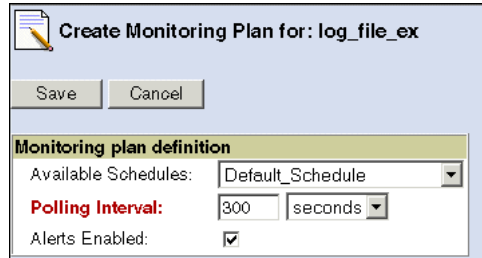 Create Monitoring Plan for: log_file_ex
Save Cancel
Monitoring plan definition
Available Schedules: Default_Schedule
Polling Interval: 300 seconds
Alerts Enabled: